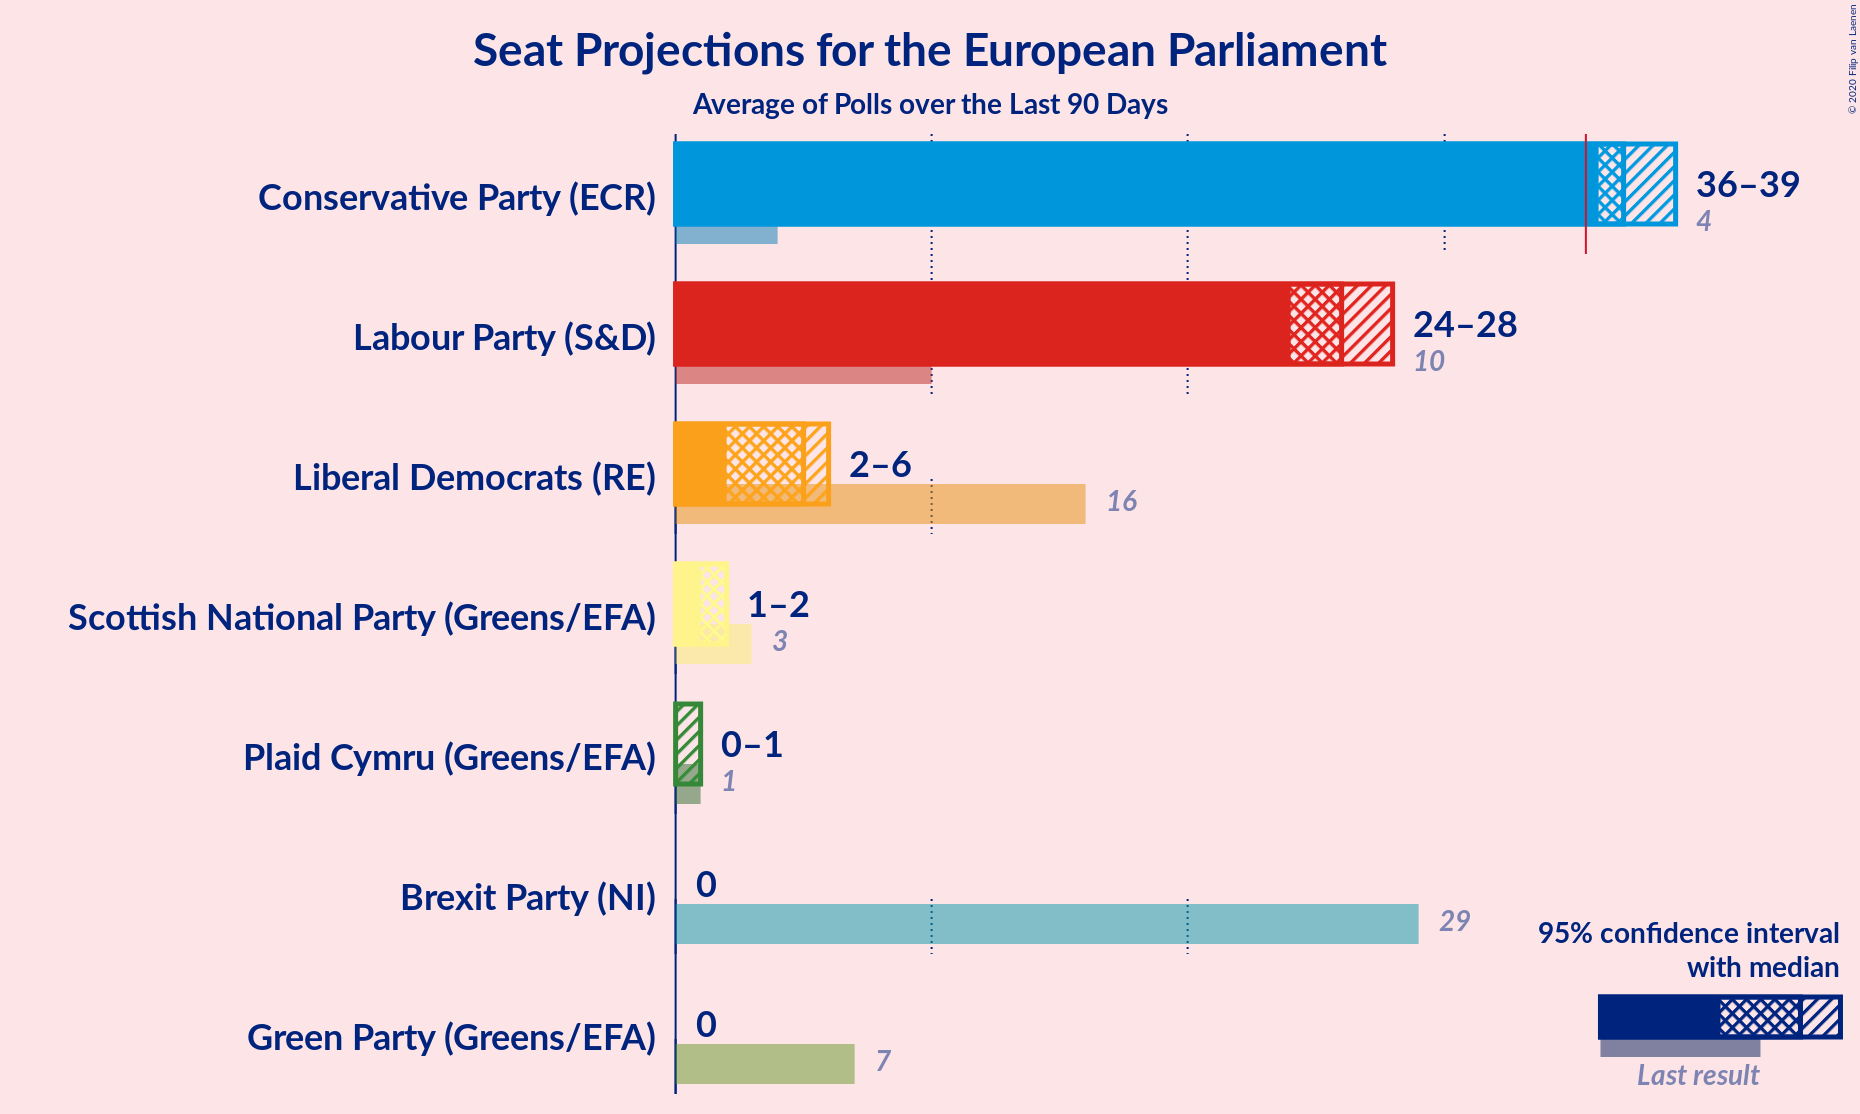 Seat Projections for the European Parliament
Average of Polls over the Last 90 Days
© 2020 Filip van Laenen
Conservative Party (ECR)
36–39
4
Labour Party (S&D)
24–28
10
Liberal Democrats (RE)
2–6
16
Scottish National Party (Greens/EFA)
1–2
3
Plaid Cymru (Greens/EFA)
0–1
1
Brexit Party (NI)
0
29
Green Party (Greens/EFA)
0
7
95% confidence interval
with median
Last result